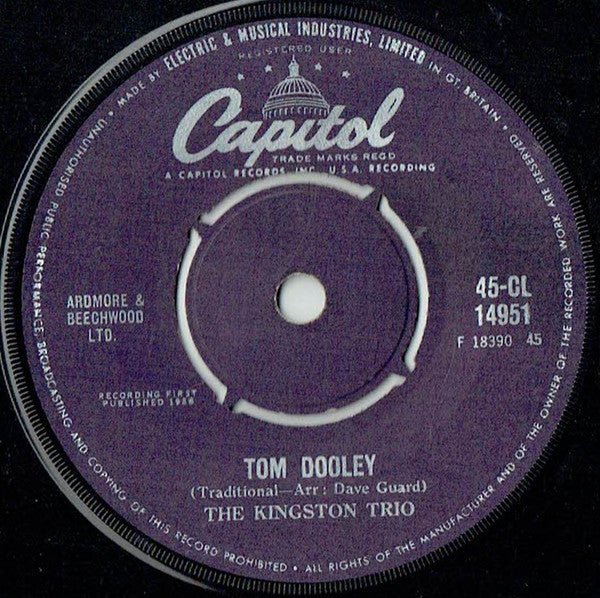 MADE BY ELECTRIC & MUSICAL INDUSTRIES, LIMITED IN GT. BRITAIN • ALL RIGHTS OF THE MANUFACTURER AND OF THE OWNER OF THE RECORDED WORK ARE RESERVED • UNAUTHORISED PUBLIC PERFORMANCE, BROADCASTING AND COPYING OF THIS RECORD PROHIBITED •
REGISTERED USER
Capitol
TRADE MARKS REGD
A CAPITOL RECORDS, INC., U.S.A. RECORDING
ARDMORE &
BEECHWOOD
LTD.
45-CL
14951
F 18390 45
RECORDING FIRST
PUBLISHED 1958
TOM DOOLEY
(Traditional—Arr : Dave Guard)
THE KINGSTON TRIO